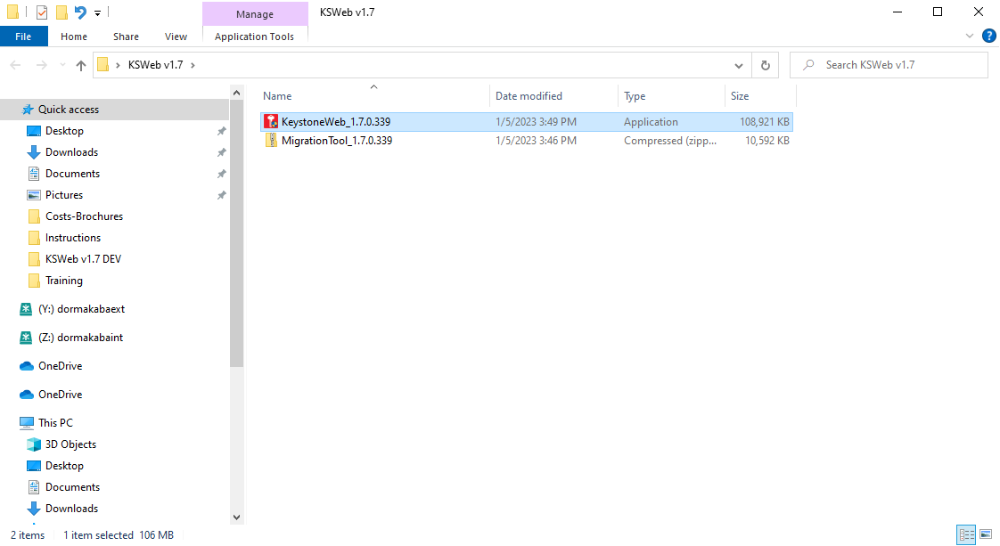 Manage
KSWeb v1.7
File Home Share View Application Tools
KSWeb v1.7
Search KSWeb v1.7
Name Date modified Type Size
Quick access
KeystoneWeb_1.7.0.339 1/5/2023 3:49 PM Application 108,921 KB
MigrationTool_1.7.0.339 1/5/2023 3:46 PM Compressed (zipp... 10,592 KB
Desktop
Downloads
Documents
Pictures
Costs-Brochures
Instructions
KSWeb v1.7 DEV
Training
(Y:) dormakabaext
(Z:) dormakabaint
OneDrive
OneDrive
This PC
3D Objects
Desktop
Documents
Downloads
2 items 1 item selected 106 MB